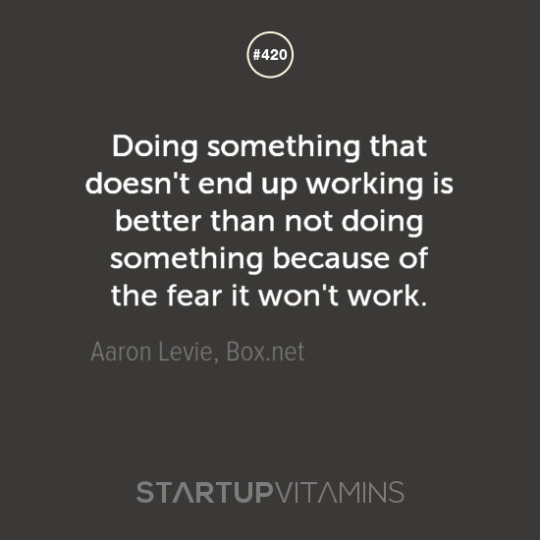 #420
Doing something that
doesn't end up working is
better than not doing
something because of
the fear it won't work.
Aaron Levie, Box.net
STARTUPVITAMINS